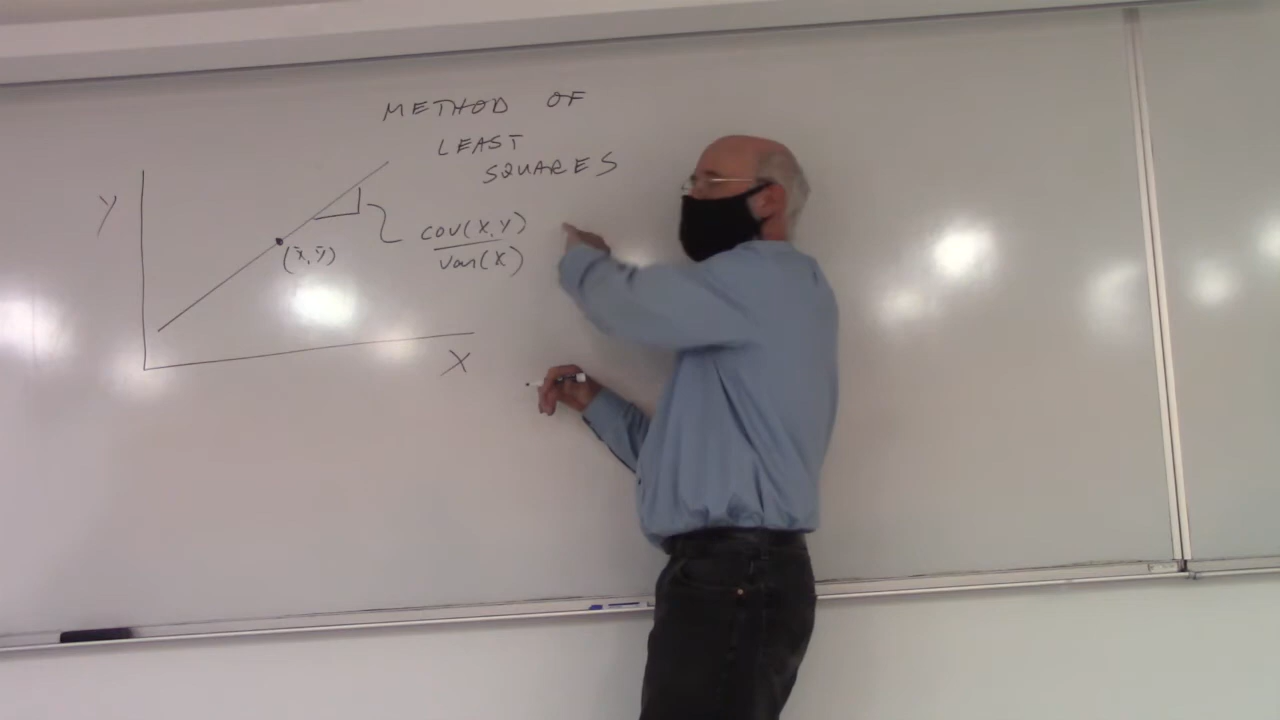 METHOD OF
LEAST
SQUARES
Y
cov(X,Y)
var(X)
(x̄,ȳ)
X